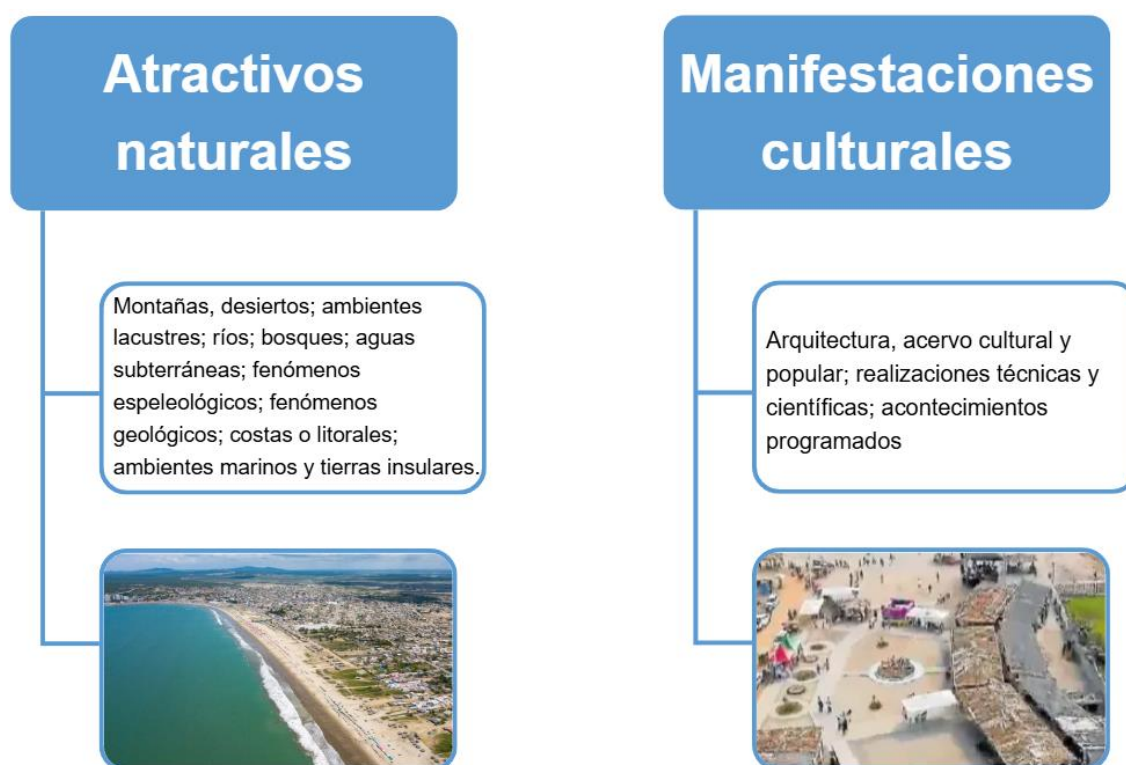 Atractivos
naturales
Montañas, desiertos; ambientes
lacustres; ríos; bosques; aguas
subterráneas; fenómenos
espeleológicos; fenómenos
geológicos; costas o litorales;
ambientes marinos y tierras insulares.
Manifestaciones
culturales
Arquitectura, acervo cultural y
popular; realizaciones técnicas y
científicas; acontecimientos
programados